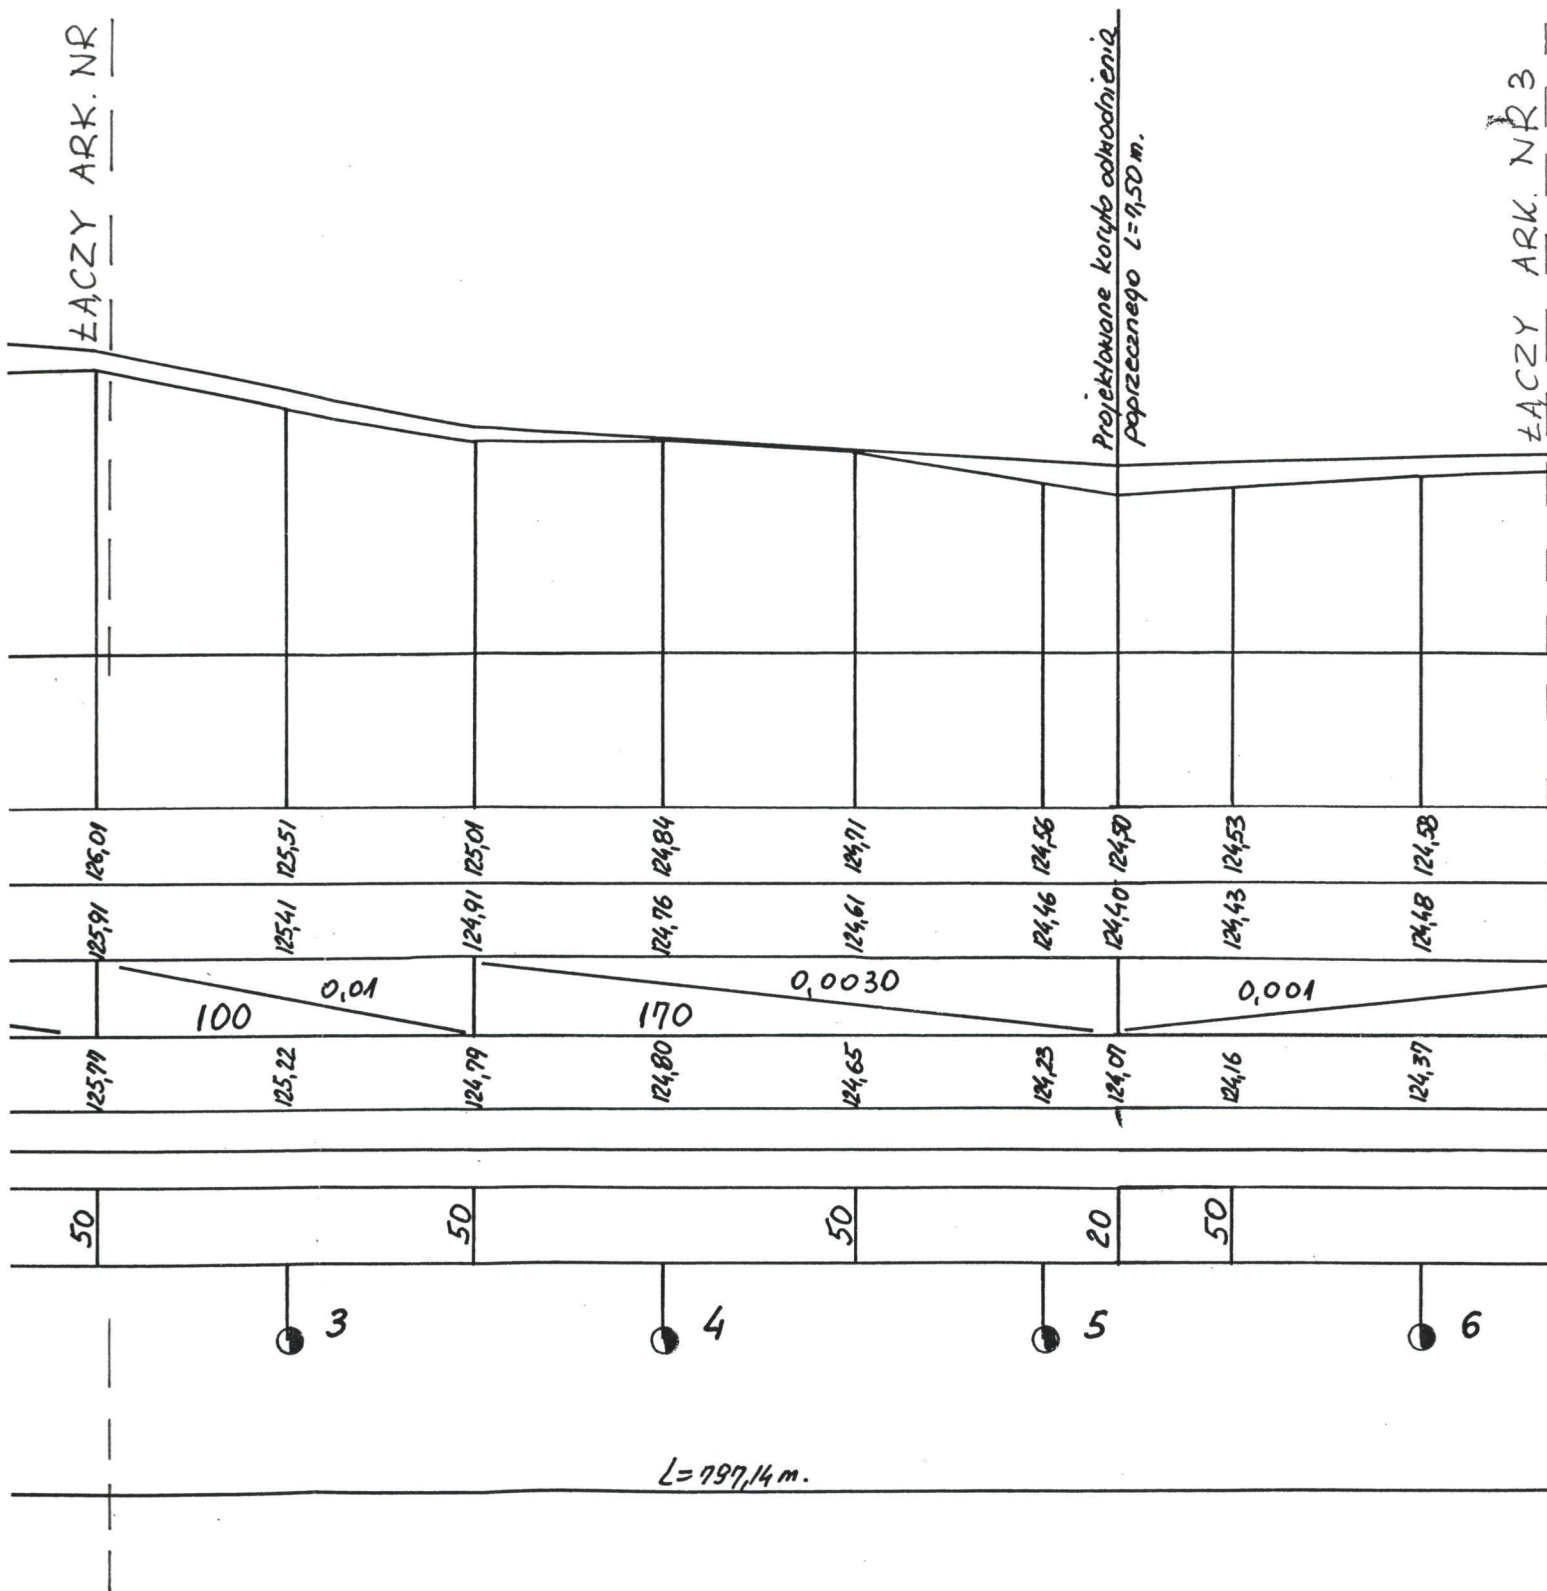 ŁĄCZY ARK. NR
Projektowane koryto odwodnienia
poprzecznego L=7,50 m.
ŁĄCZY ARK. NR 3
126,01 125,51 125,01 124,84 124,71 124,56 124,50 124,53 124,58
125,91 125,41 124,91 124,76 124,61 124,46 124,40 124,43 124,48
0,01 0,0030 0,001
100 170
125,77 125,22 124,79 124,80 124,65 124,23 124,07 124,16 124,37
50 50 50 20 50
3 4 5 6
L=797,14 m.